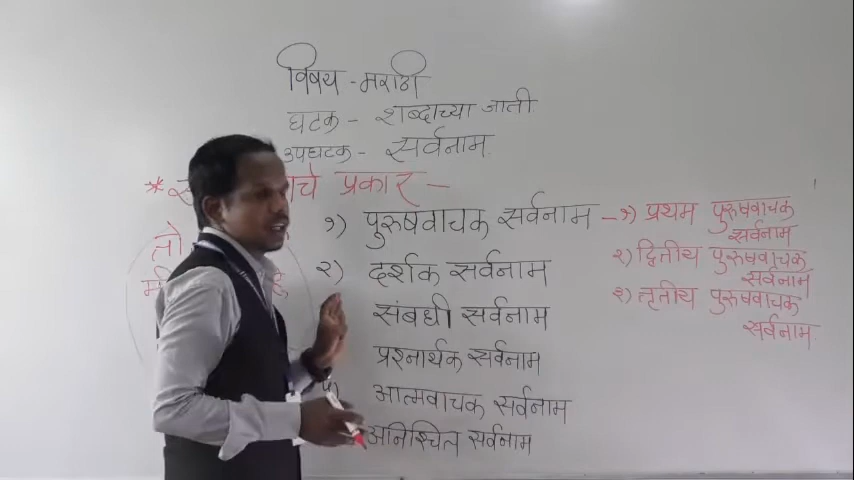 विषय - मराठी
घटक - शब्दाच्या जाती
उपघटक - सर्वनाम
* प्रकार -
१) पुरुषवाचक सर्वनाम - १) प्रथम पुरुषवाचक
सर्वनाम
२) द्वितीय पुरुषवाचक
सर्वनाम
३) तृतीय पुरुषवाचक
सर्वनाम
२) दर्शक सर्वनाम
संबधी सर्वनाम
प्रश्नार्थक सर्वनाम
५) आत्मवाचक सर्वनाम
अनिश्चित सर्वनाम
तो